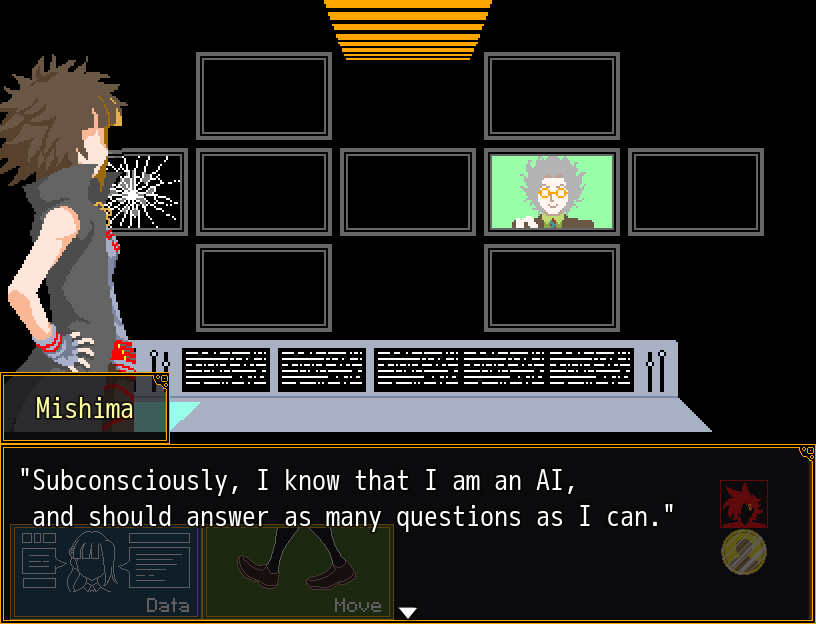 Mishima
"Subconsciously, I know that I am an AI,
and should answer as many questions as I can."
Data
Move